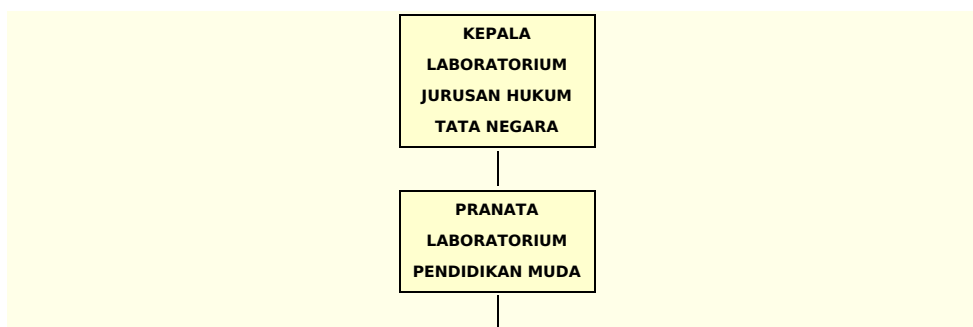 KEPALA
LABORATORIUM
JURUSAN HUKUM
TATA NEGARA
PRANATA
LABORATORIUM
PENDIDIKAN MUDA